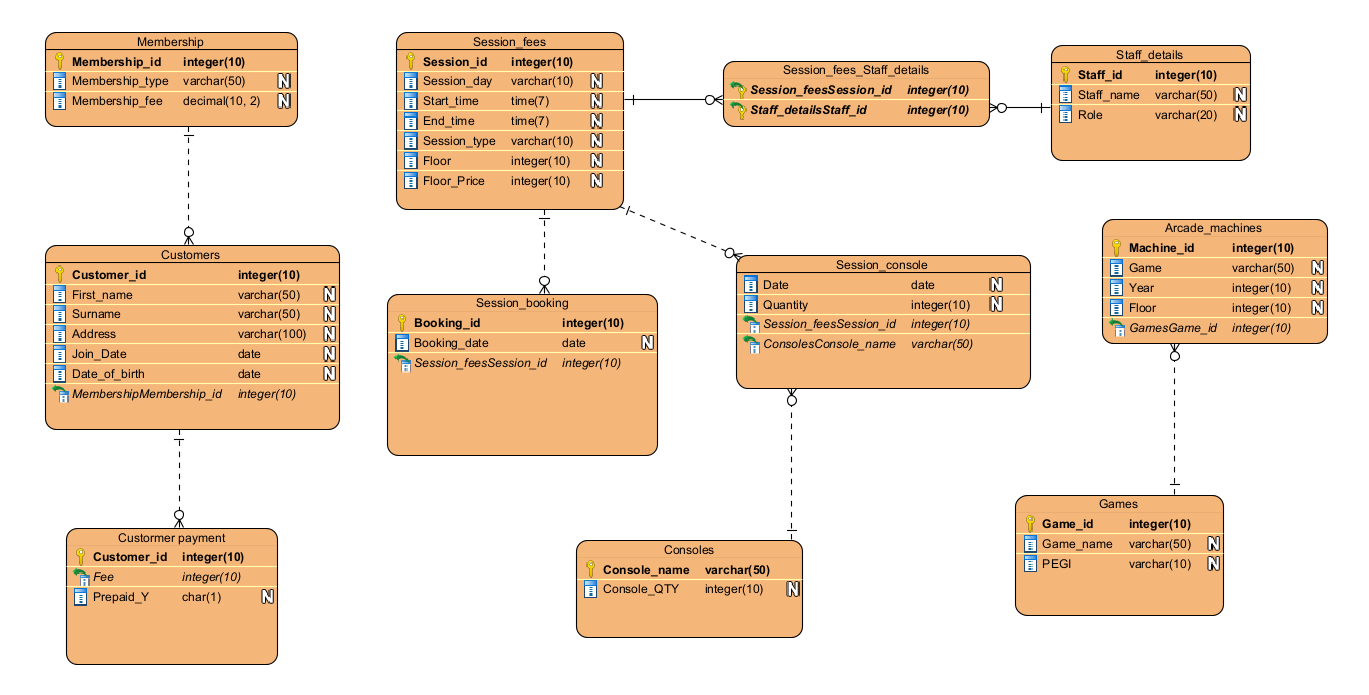 Membership
Membership_id integer(10)
Membership_type varchar(50) N
Membership_fee decimal(10, 2) N
Session_fees
Session_id integer(10)
Session_day varchar(10) N
Start_time time(7) N
End_time time(7) N
Session_type varchar(10) N
Floor integer(10) N
Floor_Price integer(10) N
Session_fees_Staff_details
Session_feesSession_id integer(10)
Staff_detailsStaff_id integer(10)
Staff_details
Staff_id integer(10)
Staff_name varchar(50) N
Role varchar(20) N
Customers
Customer_id integer(10)
First_name varchar(50) N
Surname varchar(50) N
Address varchar(100) N
Join_Date date N
Date_of_birth date N
MembershipMembership_id integer(10)
Session_booking
Booking_id integer(10)
Booking_date date N
Session_feesSession_id integer(10)
Session_console
Date date N
Quantity integer(10) N
Session_feesSession_id integer(10)
ConsolesConsole_name varchar(50)
Arcade_machines
Machine_id integer(10)
Game varchar(50) N
Year integer(10) N
Floor integer(10) N
GamesGame_id integer(10)
Custormer payment
Customer_id integer(10)
Fee integer(10)
Prepaid_Y char(1) N
Consoles
Console_name varchar(50)
Console_QTY integer(10) N
Games
Game_id integer(10)
Game_name varchar(50) N
PEGI varchar(10) N